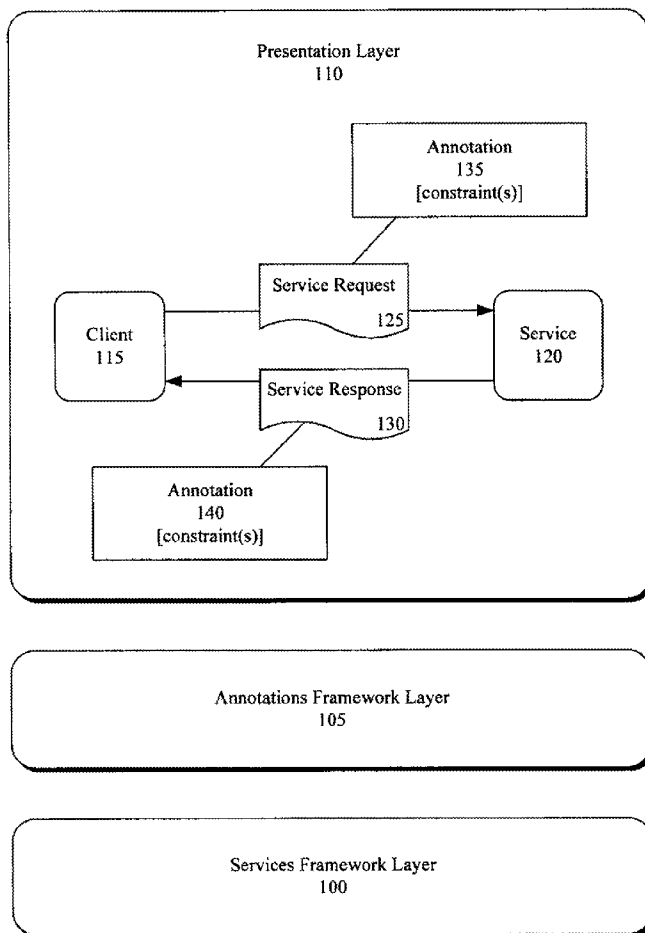 Presentation Layer
110
Annotation
135
[constraint(s)]
Service Request
125
Client
115
Service
120
Service Response
130
Annotation
140
[constraint(s)]
Annotations Framework Layer
105
Services Framework Layer
100